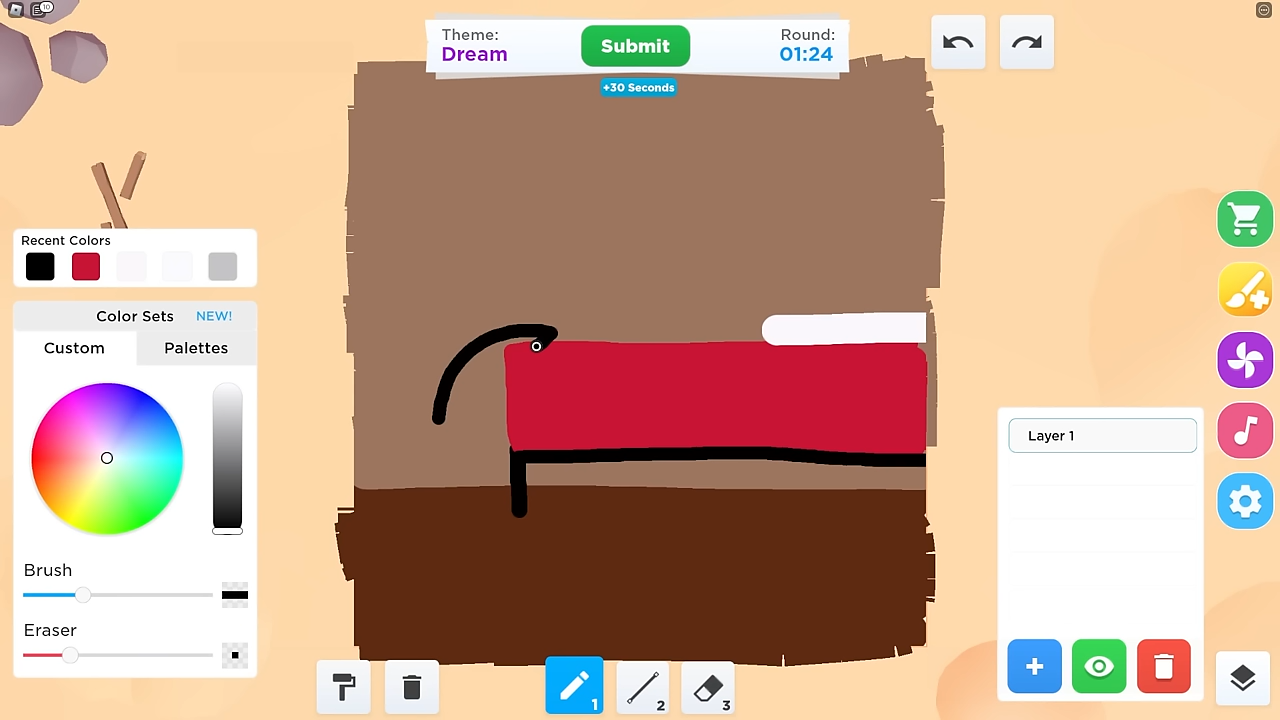 10
Theme:
Dream
Submit
Round:
01:24
+30 Seconds
Recent Colors
Color Sets NEW!
Custom Palettes
Layer 1
Brush
Eraser
1
2
3